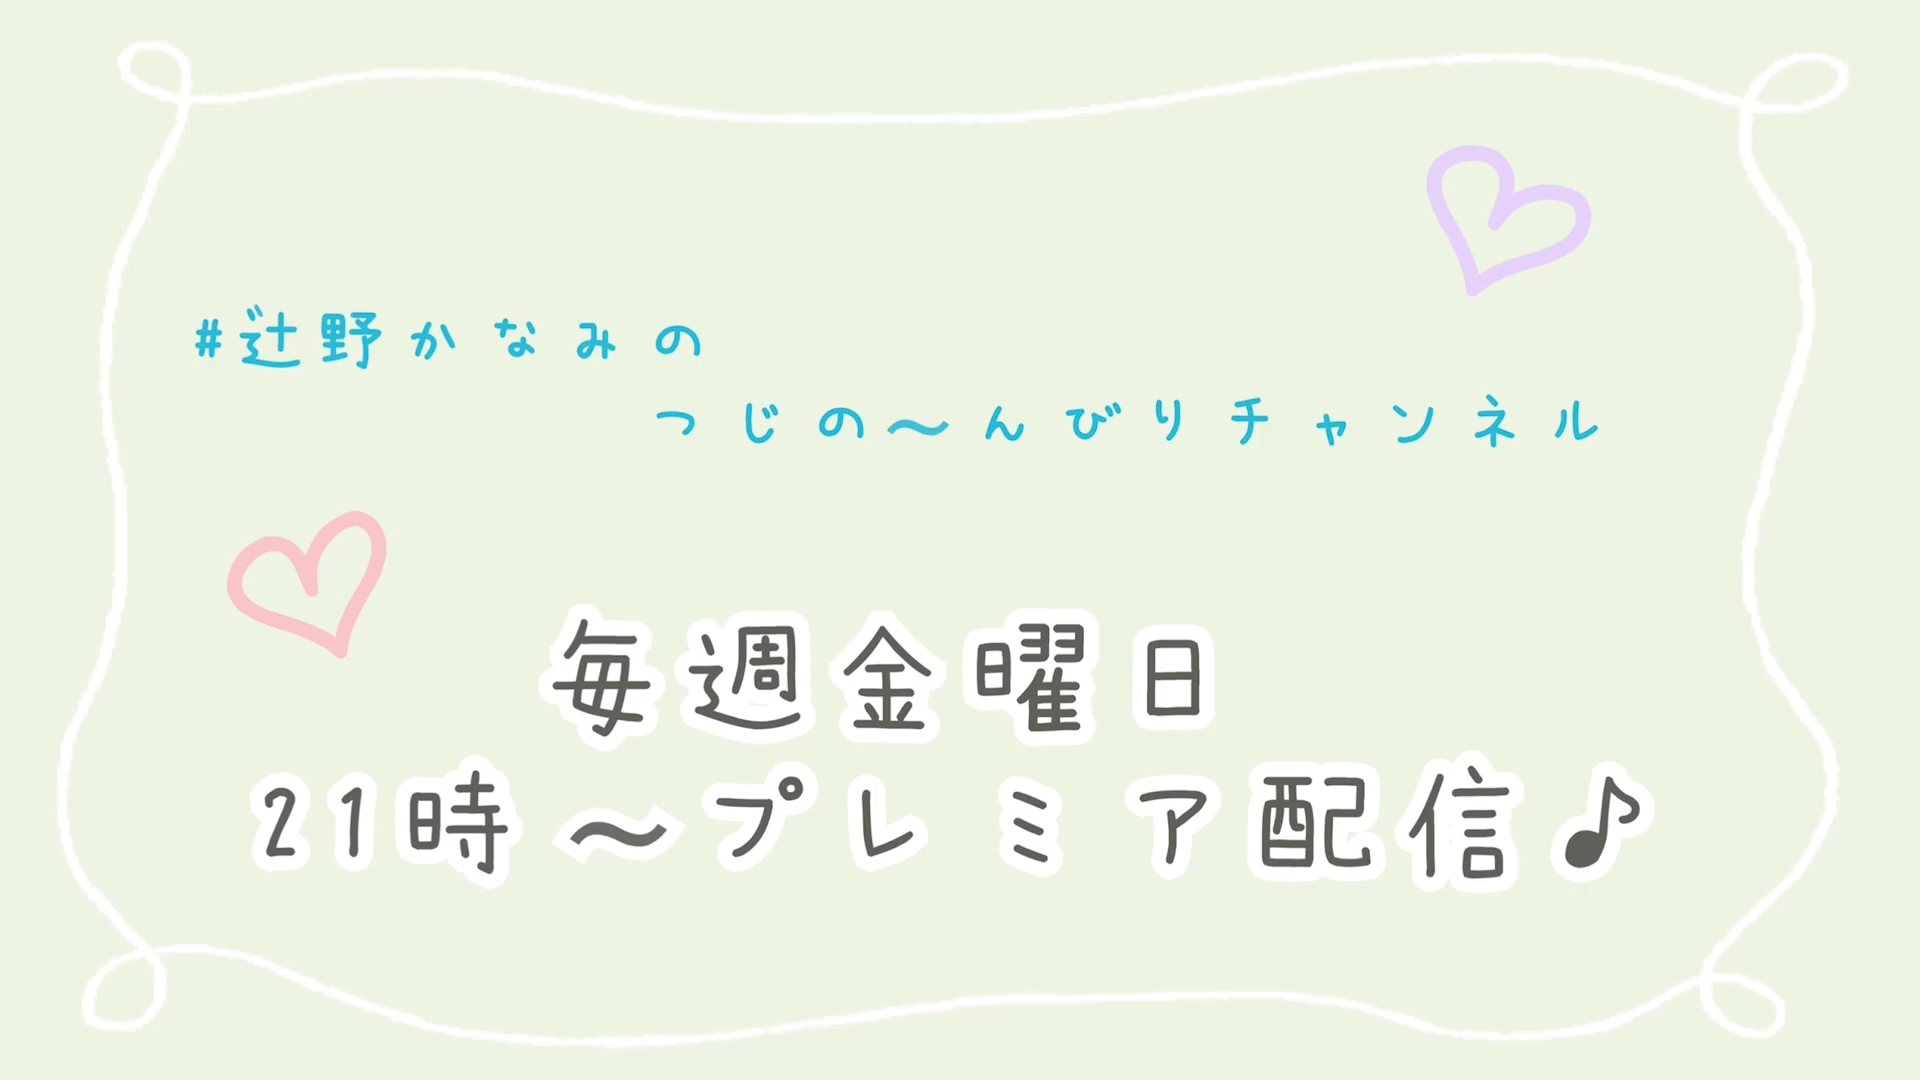 #辻野かなみの
つじの～んびりチャンネル
毎週金曜日
21時～プレミア配信♪